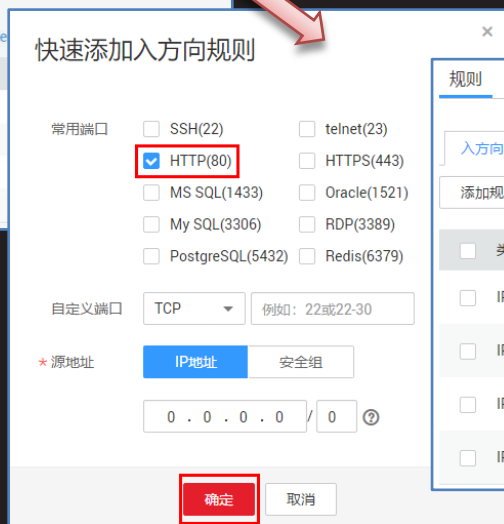 快速添加入方向规则
×
常用端口
SSH(22)
telnet(23)
HTTP(80)
HTTPS(443)
MS SQL(1433)
Oracle(1521)
My SQL(3306)
RDP(3389)
PostgreSQL(5432)
Redis(6379)
自定义端口
TCP
例如：22或22-30
* 源地址
IP地址
安全组
0 . 0 . 0 . 0 / 0
?
确定
取消
规则
入方向
添加规